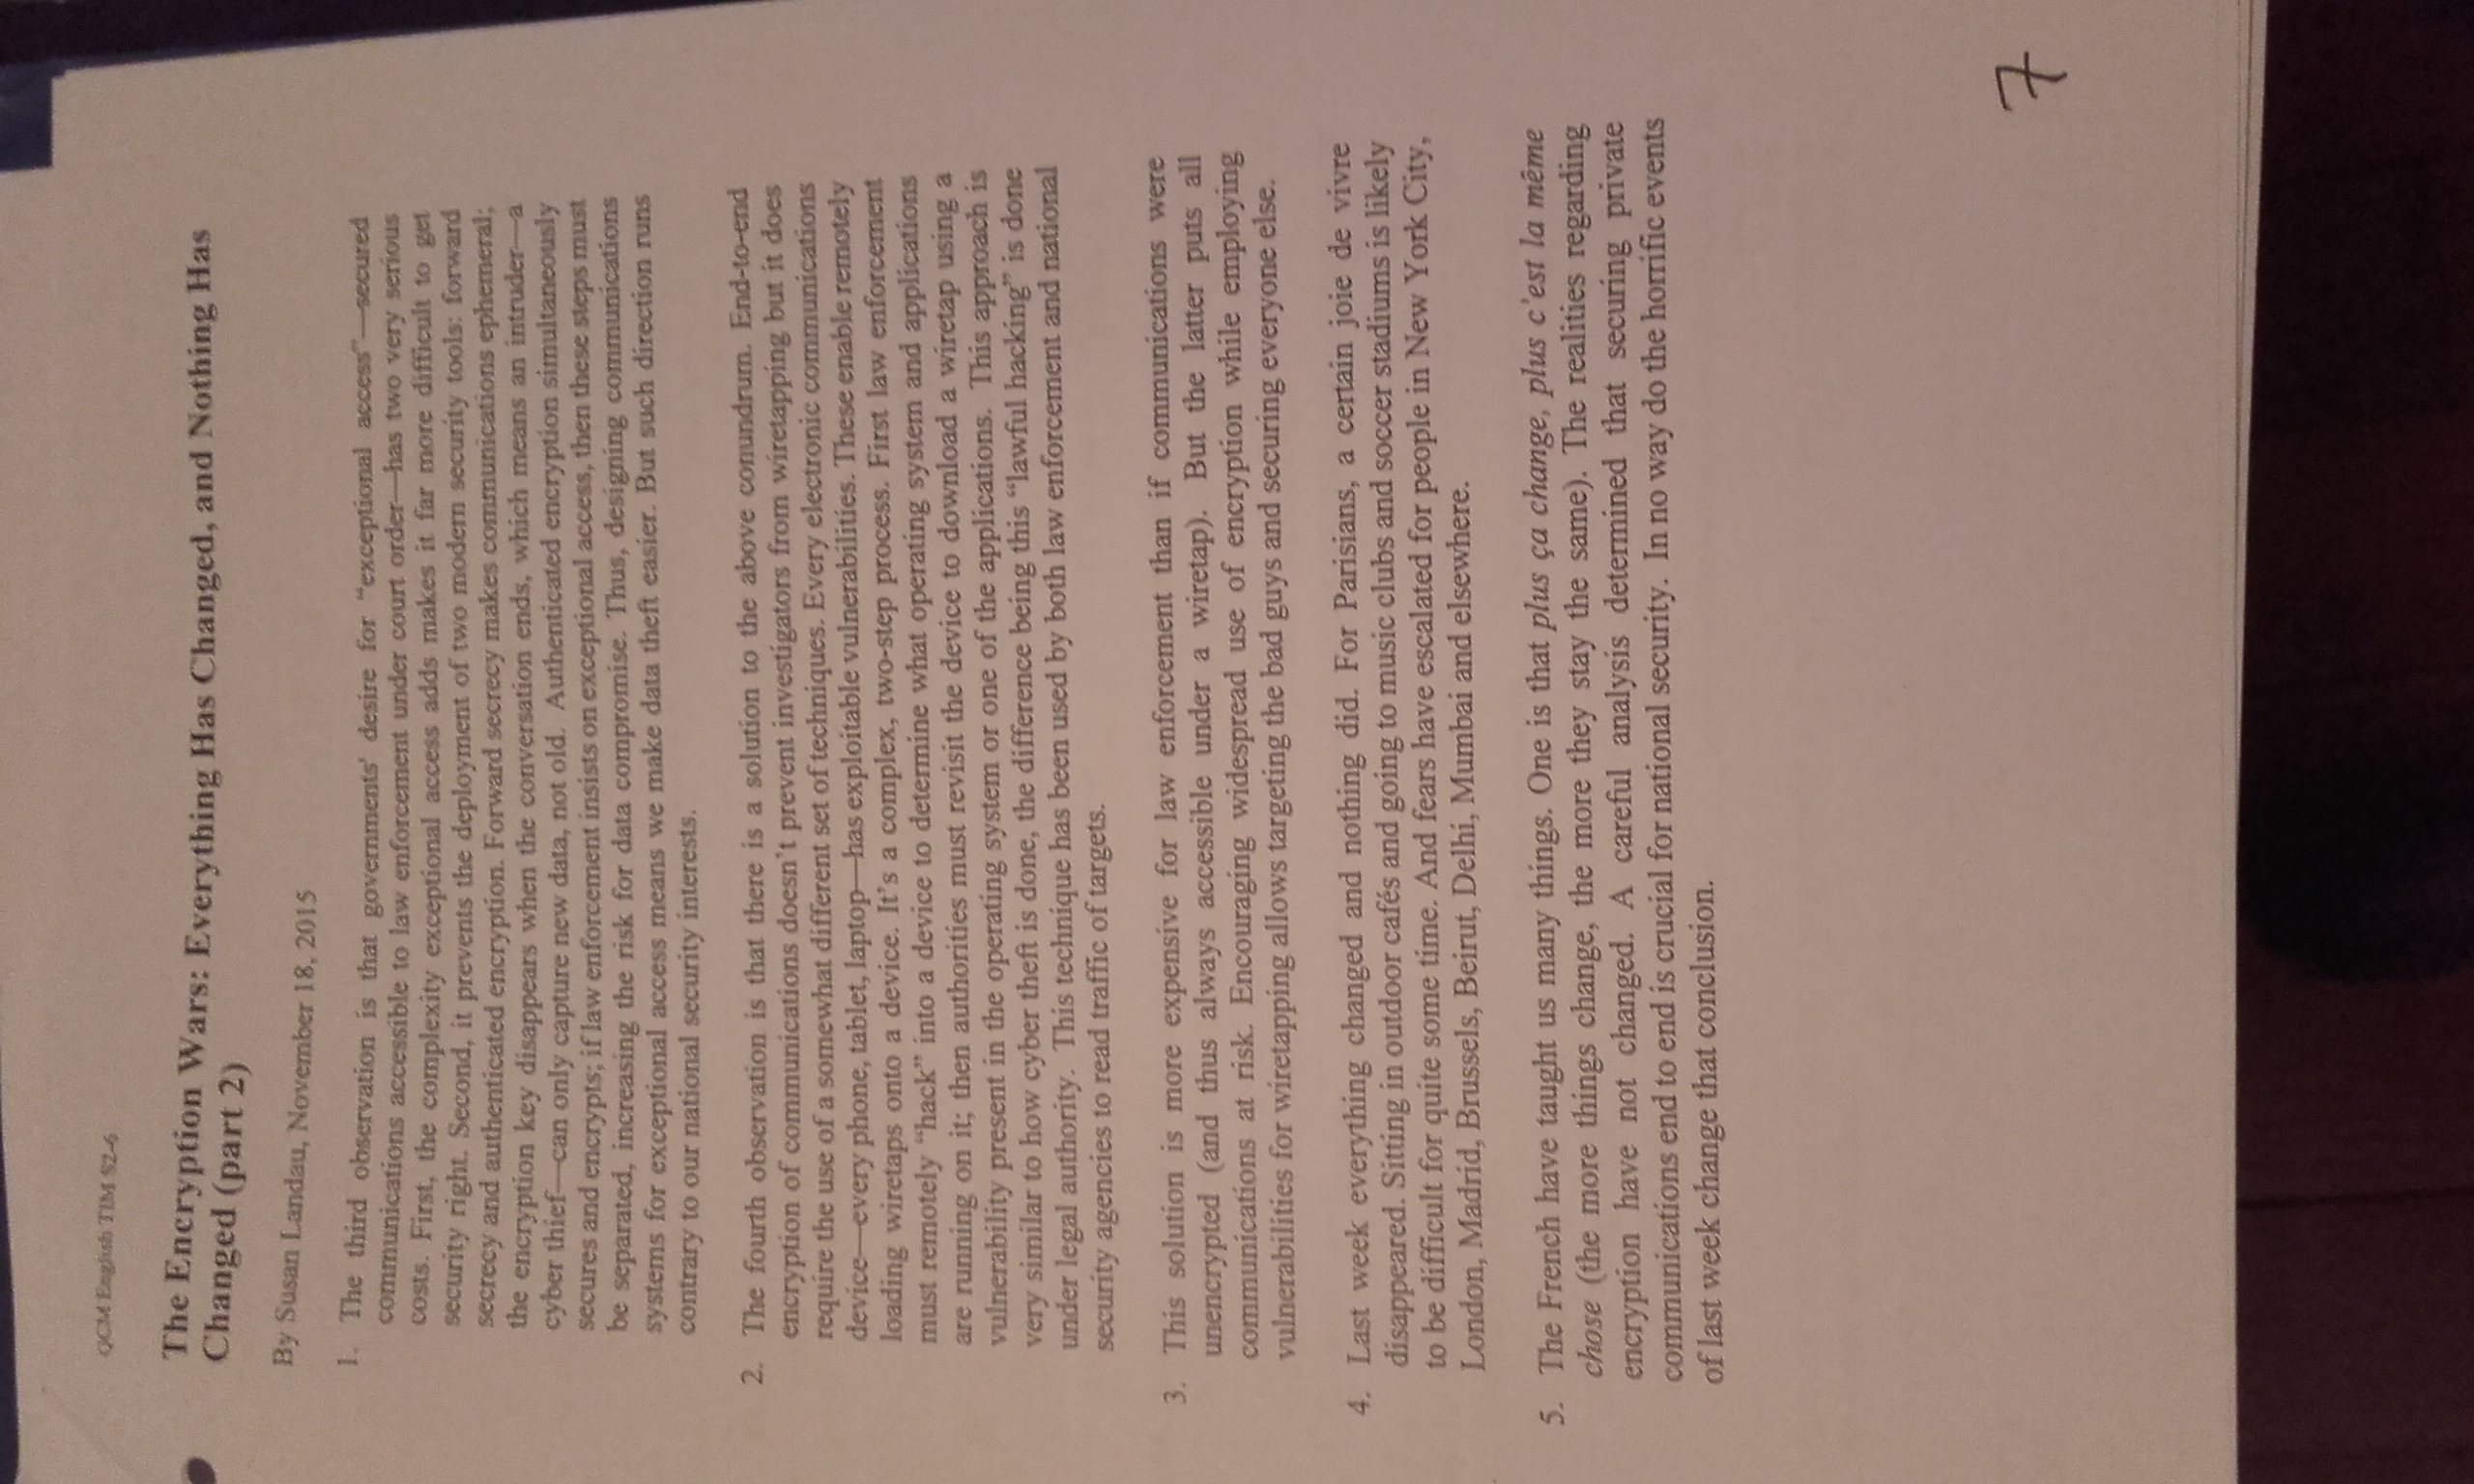 QCM English TIM S2-6
The Encryption Wars: Everything Has Changed, and Nothing Has
Changed (part 2)
By Susan Landau, November 18, 2015
1. The third observation is that governments' desire for "exceptional access"—secured
communications accessible to law enforcement under court order—has two very serious
costs. First, the complexity exceptional access adds makes it far more difficult to get
security right. Second, it prevents the deployment of two modern security tools: forward
secrecy and authenticated encryption. Forward secrecy makes communications ephemeral;
the encryption key disappears when the conversation ends, which means an intruder—a
cyber thief—can only capture new data, not old. Authenticated encryption simultaneously
secures and encrypts; if law enforcement insists on exceptional access, then these steps must
be separated, increasing the risk for data compromise. Thus, designing communications
systems for exceptional access means we make data theft easier. But such direction runs
contrary to our national security interests.
2. The fourth observation is that there is a solution to the above conundrum. End-to-end
encryption of communications doesn't prevent investigators from wiretapping but it does
require the use of a somewhat different set of techniques. Every electronic communications
device—every phone, tablet, laptop—has exploitable vulnerabilities. These enable remotely
loading wiretaps onto a device. It's a complex, two-step process. First law enforcement
must remotely "hack" into a device to determine what operating system and applications
are running on it; then authorities must revisit the device to download a wiretap using a
vulnerability present in the operating system or one of the applications. This approach is
very similar to how cyber theft is done, the difference being this "lawful hacking" is done
under legal authority. This technique has been used by both law enforcement and national
security agencies to read traffic of targets.
3. This solution is more expensive for law enforcement than if communications were
unencrypted (and thus always accessible under a wiretap). But the latter puts all
communications at risk. Encouraging widespread use of encryption while employing
vulnerabilities for wiretapping allows targeting the bad guys and securing everyone else.
4. Last week everything changed and nothing did. For Parisians, a certain joie de vivre
disappeared. Sitting in outdoor cafés and going to music clubs and soccer stadiums is likely
to be difficult for quite some time. And fears have escalated for people in New York City,
London, Madrid, Brussels, Beirut, Delhi, Mumbai and elsewhere.
5. The French have taught us many things. One is that plus ça change, plus c'est la même
chose (the more things change, the more they stay the same). The realities regarding
encryption have not changed. A careful analysis determined that securing private
communications end to end is crucial for national security. In no way do the horrific events
of last week change that conclusion.
7